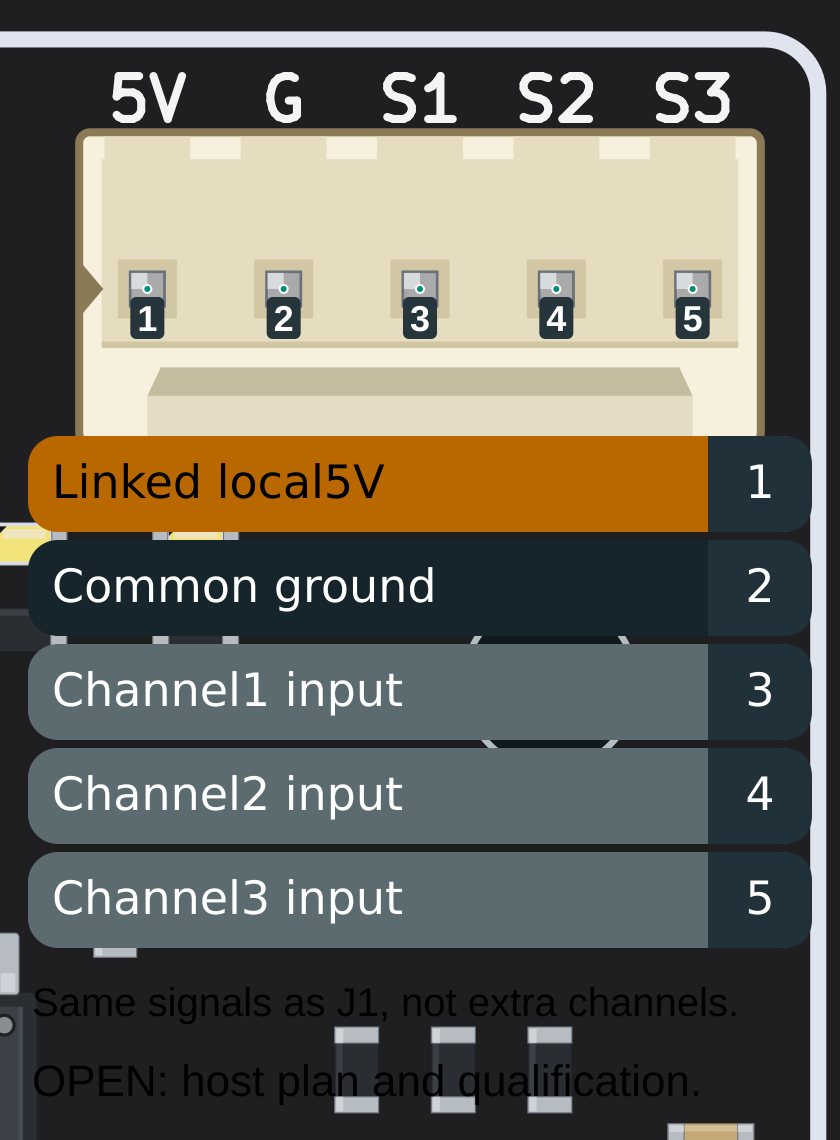 5V G S1 S2 S3
1 2 3 4 5
Linked local5V 1
Common ground 2
Channel1 input 3
Channel2 input 4
Channel3 input 5
Same signals as J1, not extra channels.
OPEN: host plan and qualification.